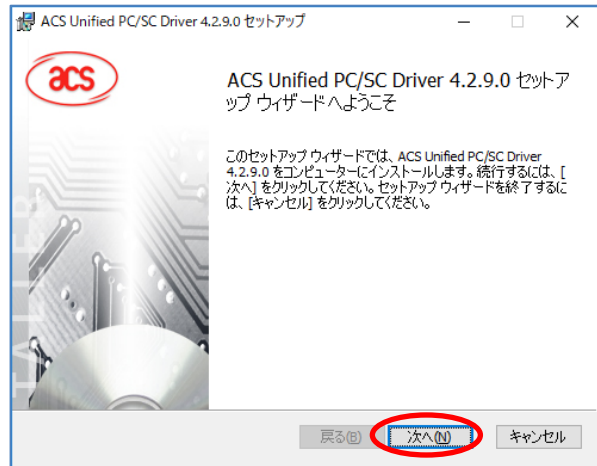 ACS Unified PC/SC Driver 4.2.9.0 セットアップ
acs
ACS Unified PC/SC Driver 4.2.9.0 セットア
ップ ウィザードへようこそ
このセットアップ ウィザードでは、ACS Unified PC/SC Driver
4.2.9.0 をコンピューターにインストールします。続行するには、[
次へ] をクリックしてください。セットアップ ウィザードを終了するに
は、[キャンセル] をクリックしてください。
TALLER
戻る(B) 次へ(N) キャンセル